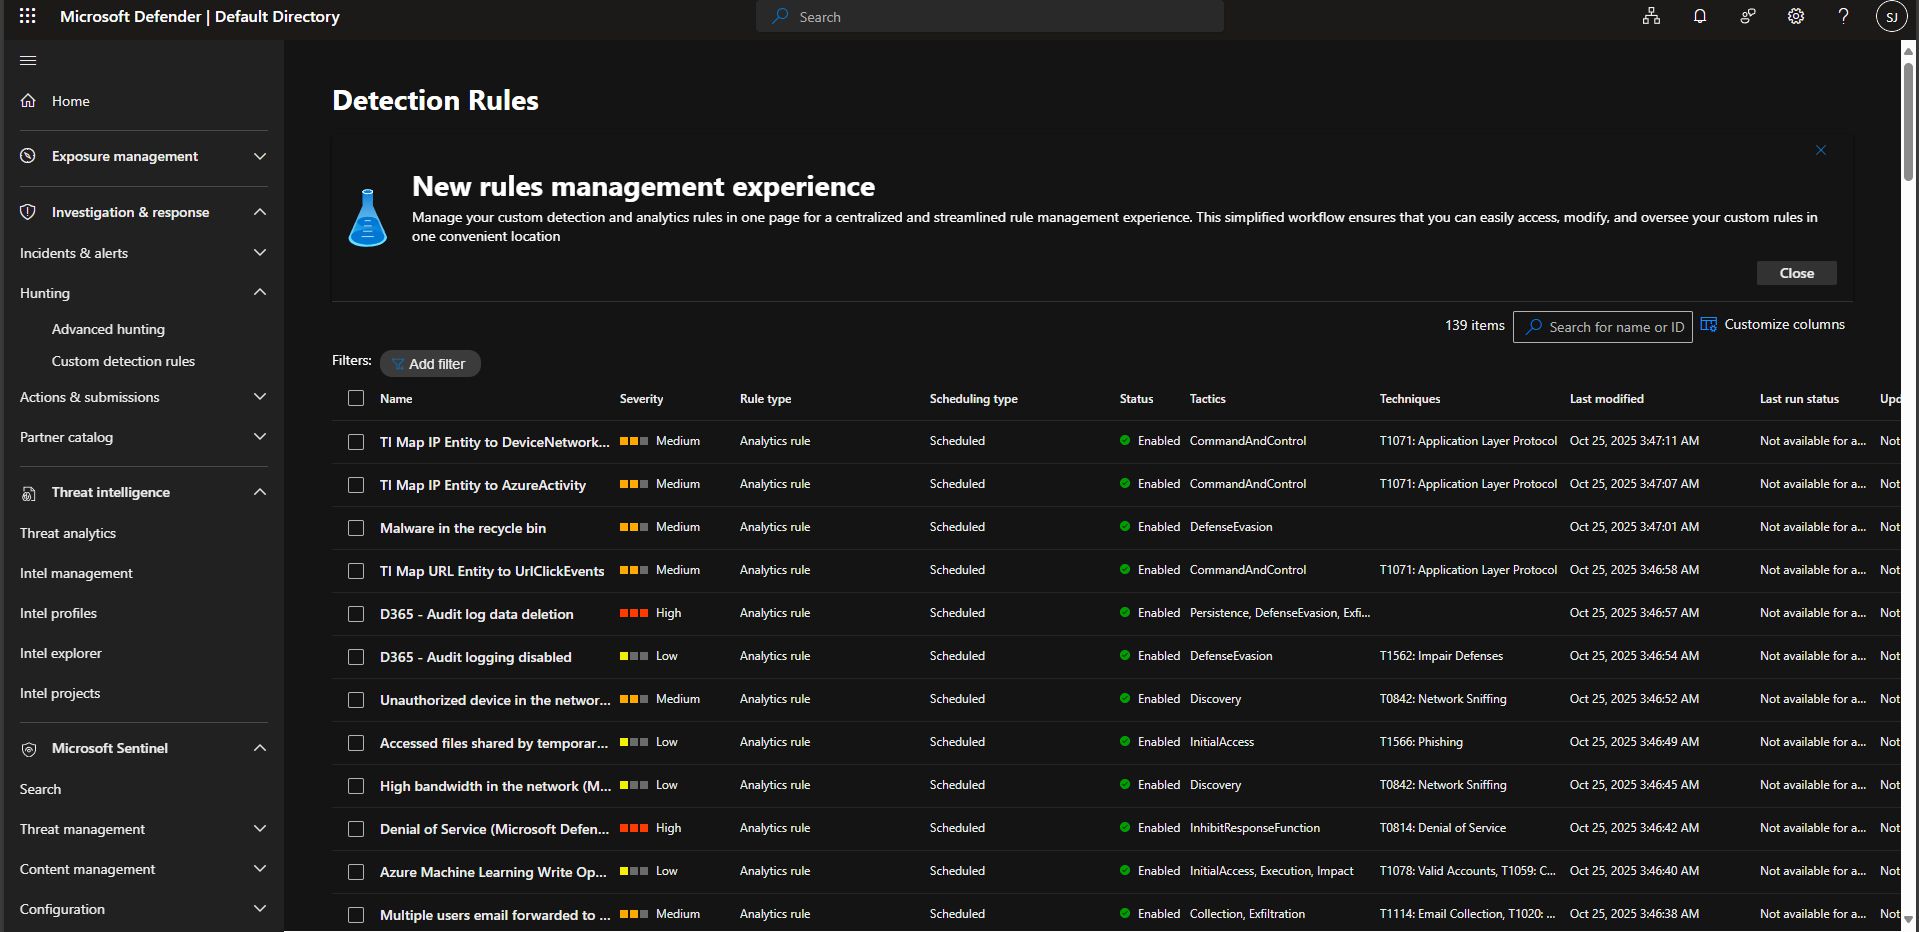 Microsoft Defender | Default Directory
Search
SJ
Home
Exposure management
Investigation & response
Incidents & alerts
Hunting
Advanced hunting
Custom detection rules
Actions & submissions
Partner catalog
Threat intelligence
Threat analytics
Intel management
Intel profiles
Intel explorer
Intel projects
Microsoft Sentinel
Search
Threat management
Content management
Configuration
Detection Rules
New rules management experience
Manage your custom detection and analytics rules in one page for a centralized and streamlined rule management experience. This simplified workflow ensures that you can easily access, modify, and oversee your custom rules in
one convenient location
Close
139 items
Search for name or ID
Customize columns
Filters:
Add filter
Name Severity Rule type Scheduling type Status Tactics Techniques Last modified Last run status Upd
TI Map IP Entity to DeviceNetwork... Medium Analytics rule Scheduled Enabled CommandAndControl T1071: Application Layer Protocol Oct 25, 2025 3:47:11 AM Not available for a... Not
TI Map IP Entity to AzureActivity Medium Analytics rule Scheduled Enabled CommandAndControl T1071: Application Layer Protocol Oct 25, 2025 3:47:07 AM Not available for a... Not
Malware in the recycle bin Medium Analytics rule Scheduled Enabled DefenseEvasion Oct 25, 2025 3:47:01 AM Not available for a... Not
TI Map URL Entity to UrlClickEvents Medium Analytics rule Scheduled Enabled CommandAndControl T1071: Application Layer Protocol Oct 25, 2025 3:46:58 AM Not available for a... Not
D365 - Audit log data deletion High Analytics rule Scheduled Enabled Persistence, DefenseEvasion, Exfi... Oct 25, 2025 3:46:57 AM Not available for a... Not
D365 - Audit logging disabled Low Analytics rule Scheduled Enabled DefenseEvasion T1562: Impair Defenses Oct 25, 2025 3:46:54 AM Not available for a... Not
Unauthorized device in the networ... Medium Analytics rule Scheduled Enabled Discovery T0842: Network Sniffing Oct 25, 2025 3:46:52 AM Not available for a... Not
Accessed files shared by temporar... Low Analytics rule Scheduled Enabled InitialAccess T1566: Phishing Oct 25, 2025 3:46:49 AM Not available for a... Not
High bandwidth in the network (M... Low Analytics rule Scheduled Enabled Discovery T0842: Network Sniffing Oct 25, 2025 3:46:45 AM Not available for a... Not
Denial of Service (Microsoft Defen... High Analytics rule Scheduled Enabled InhibitResponseFunction T0814: Denial of Service Oct 25, 2025 3:46:42 AM Not available for a... Not
Azure Machine Learning Write Op... Low Analytics rule Scheduled Enabled InitialAccess, Execution, Impact T1078: Valid Accounts, T1059: C... Oct 25, 2025 3:46:40 AM Not available for a... Not
Multiple users email forwarded to ... Medium Analytics rule Scheduled Enabled Collection, Exfiltration T1114: Email Collection, T1020: ... Oct 25, 2025 3:46:38 AM Not available for a... Not